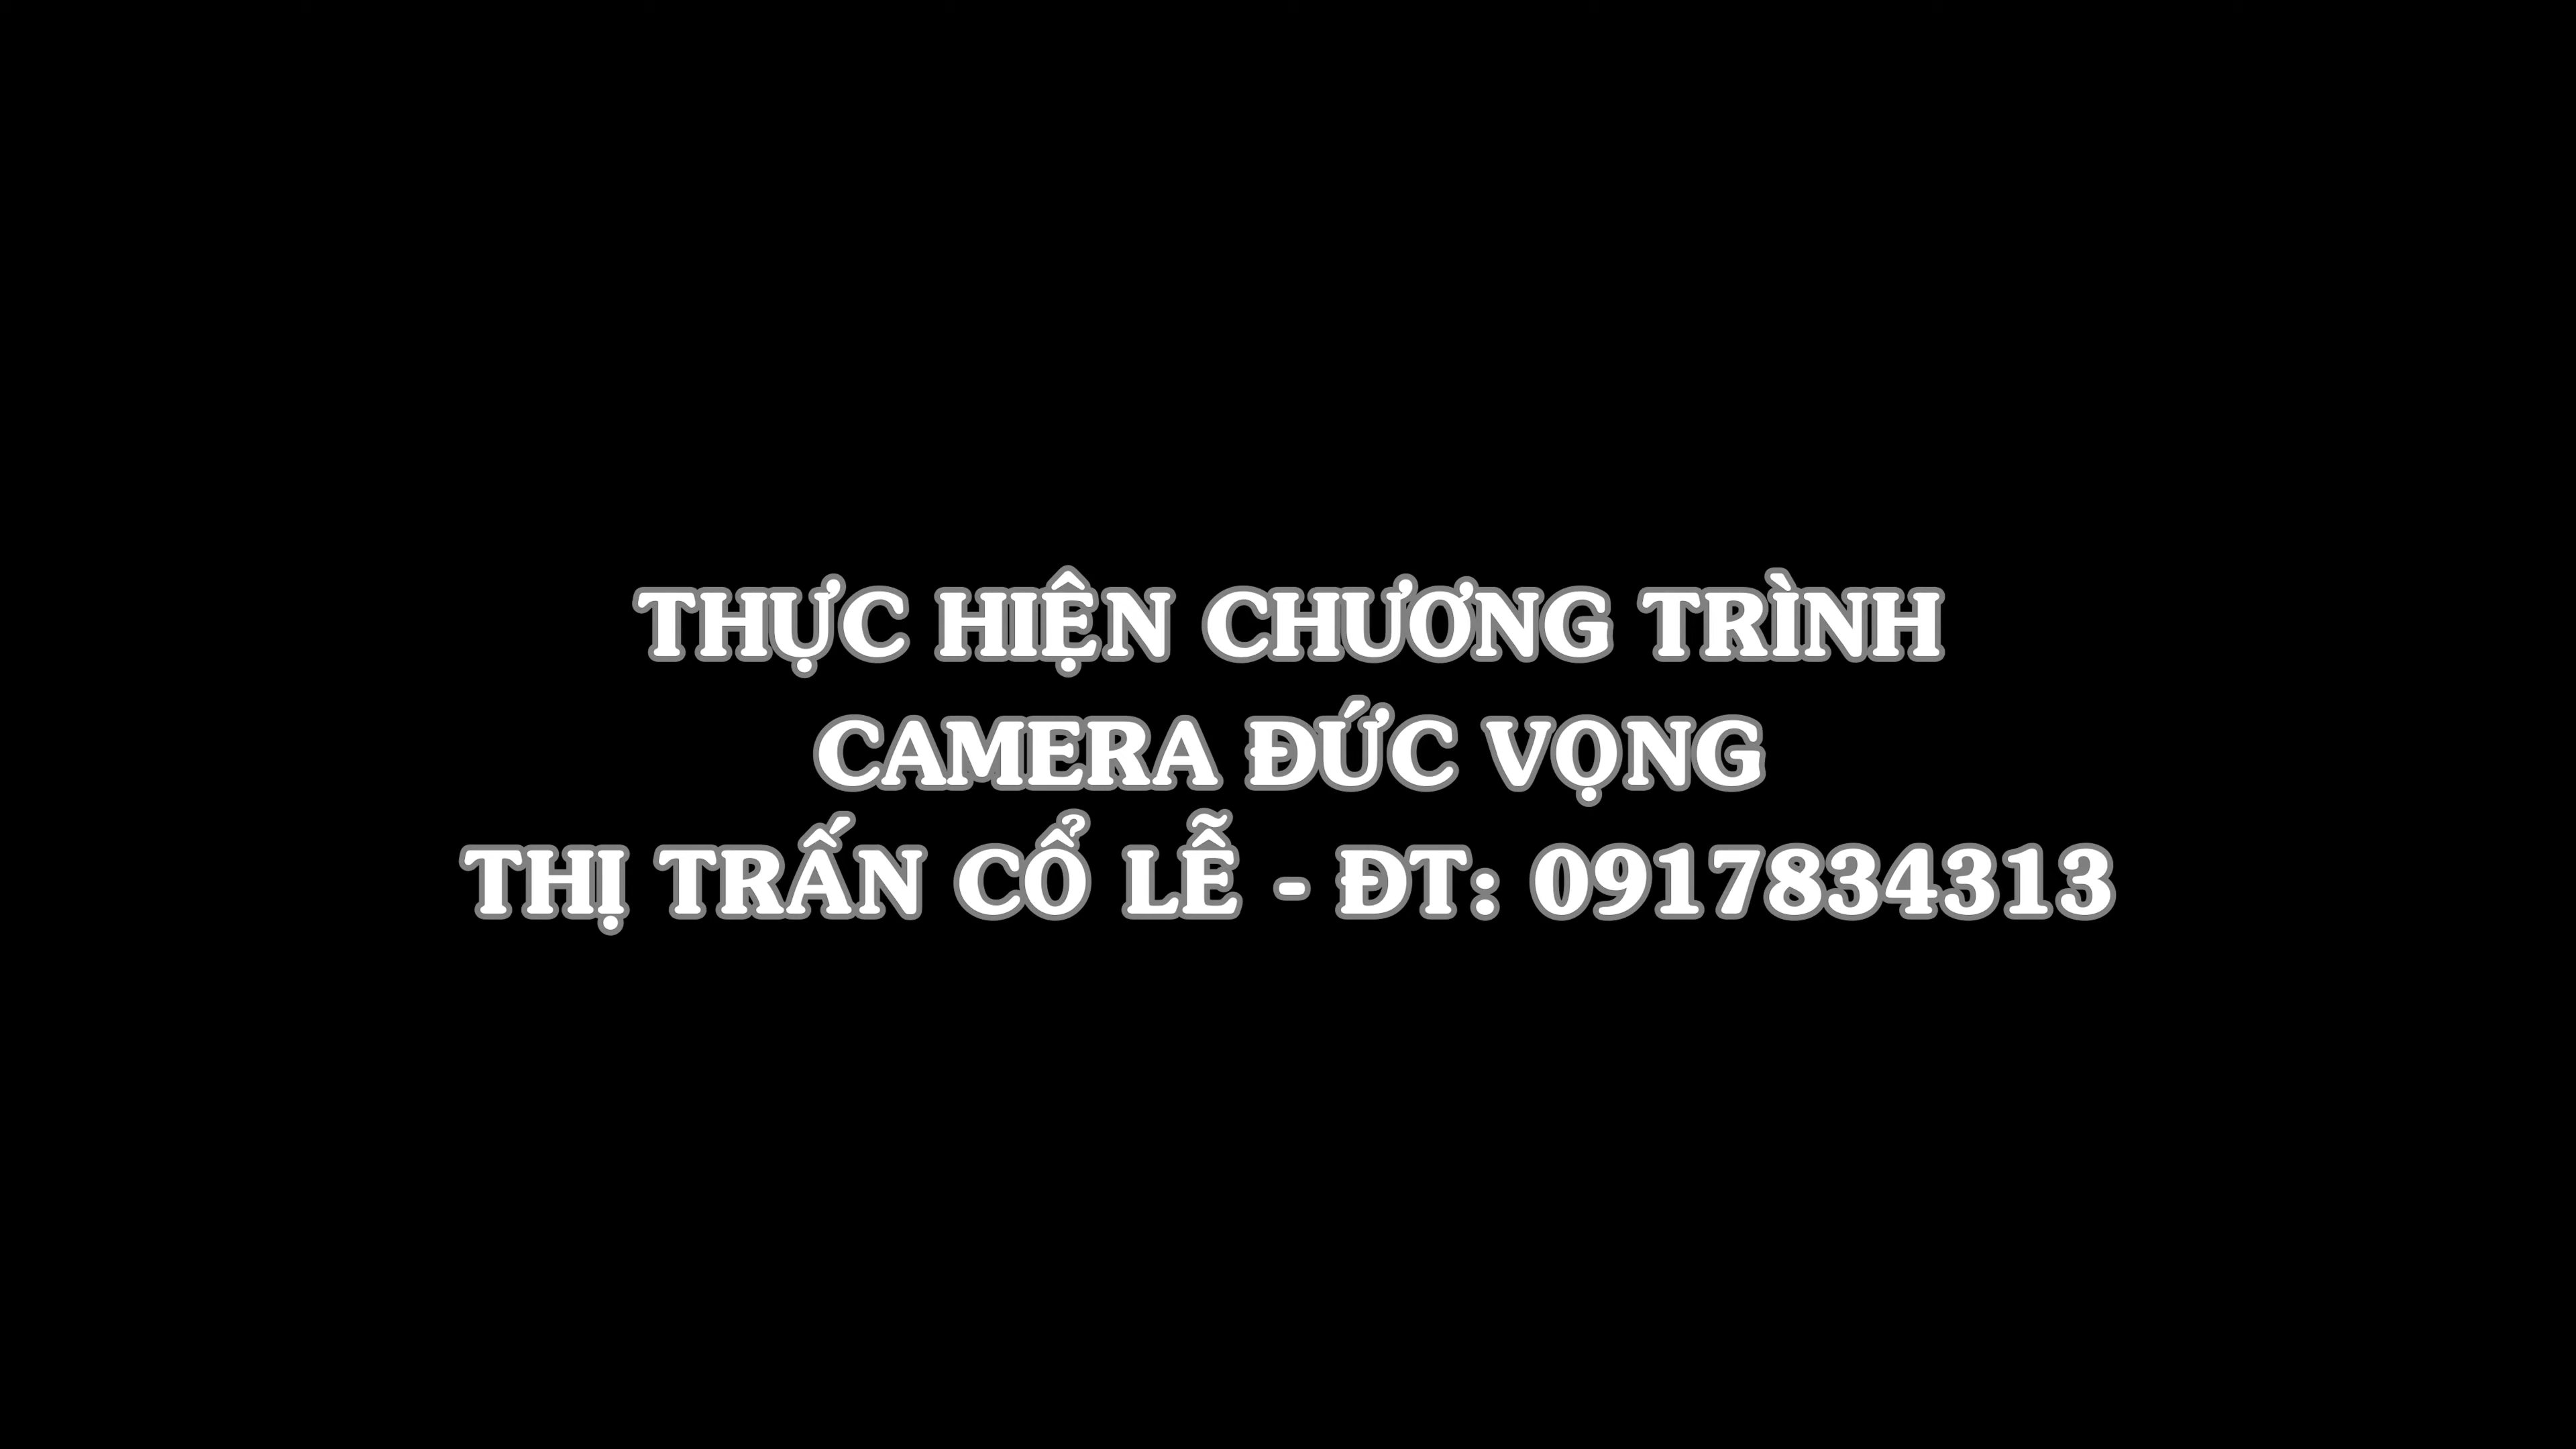 THỰC HIỆN CHƯƠNG TRÌNH
CAMERA ĐỨC VỌNG
THỊ TRẤN CỔ LỄ - ĐT: 0917834313